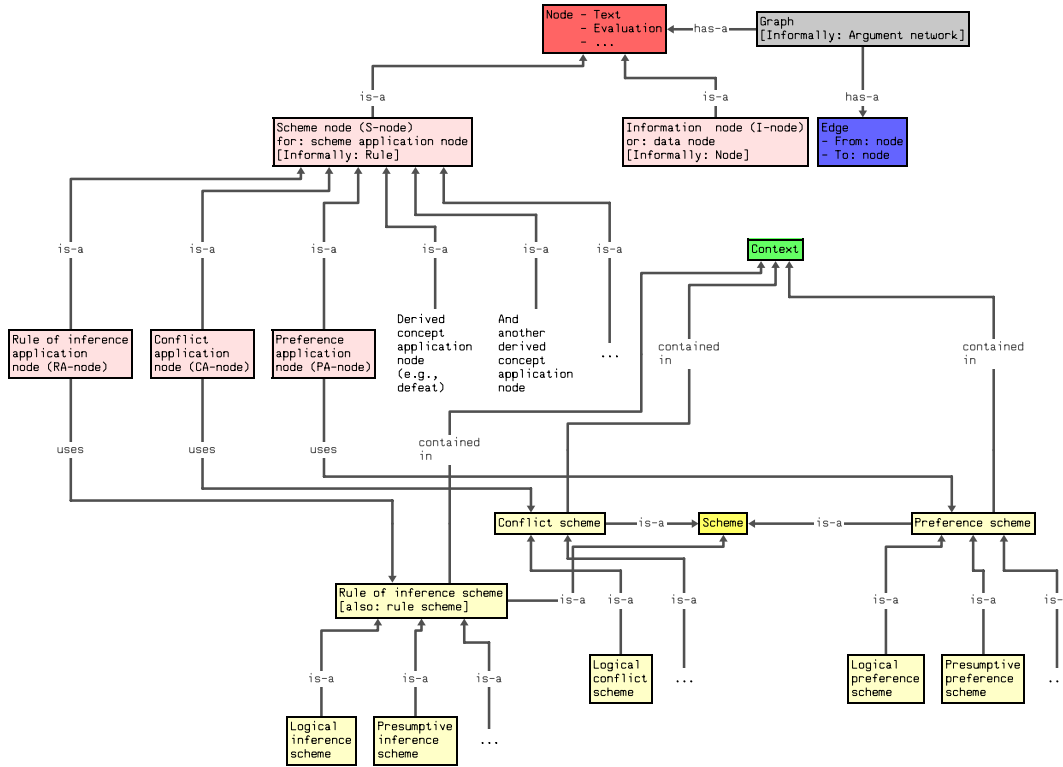 Node - Text
- Evaluation
- ...
has-a
Graph
[Informally: Argument network]
is-a
is-a
has-a
Scheme node (S-node)
for: scheme application node
[Informally: Rule]
Information node (I-node)
or: data node
[Informally: Node]
Edge
- From: node
- To: node
is-a
is-a
is-a
is-a
is-a
is-a
Context
Rule of inference
application
node (RA-node)
Conflict
application
node (CA-node)
Preference
application
node (PA-node)
Derived
concept
application
node
(e.g.,
defeat)
And
another
derived
concept
application
node
...
contained
in
contained
in
uses
uses
uses
contained
in
Conflict scheme
is-a
Scheme
is-a
Preference scheme
Rule of inference scheme
[also: rule scheme]
is-a
is-a
is-a
is-a
is-a
is-
Logical
conflict
scheme
...
Logical
preference
scheme
Presumptive
preference
scheme
..
is-a
is-a
is-a
Logical
inference
scheme
Presumptive
inference
scheme
...